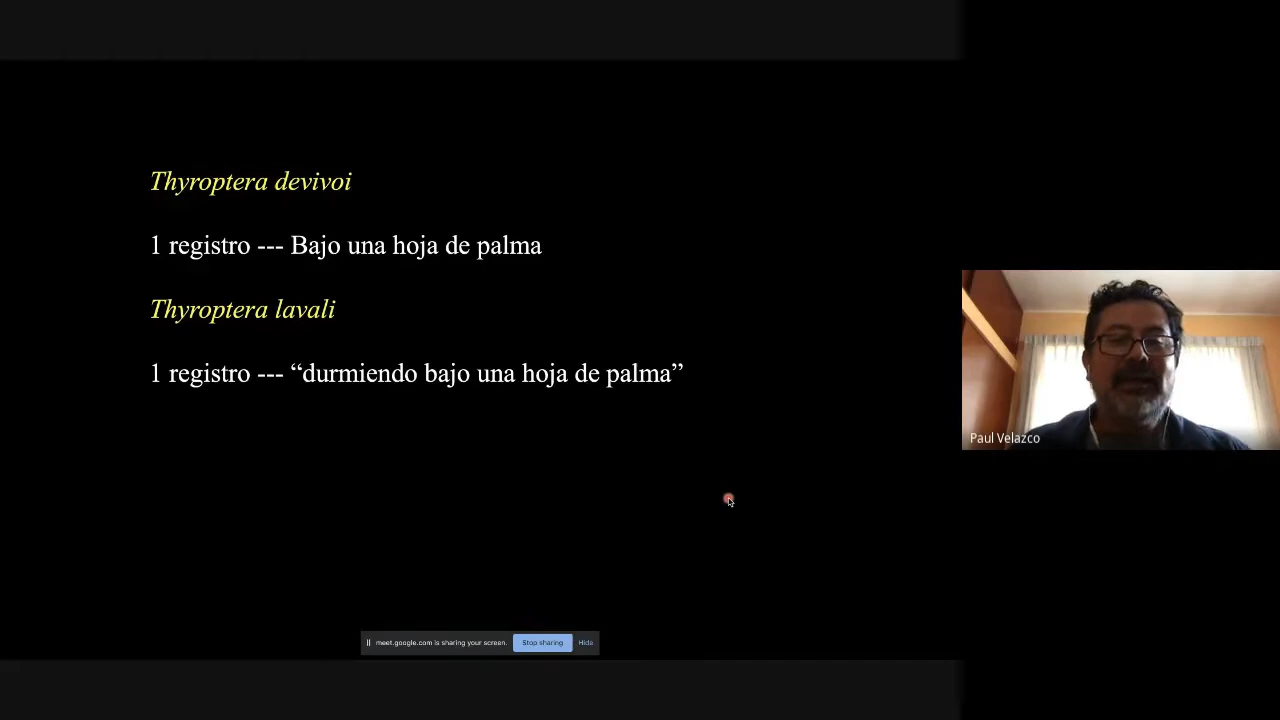 Thyroptera devivoi
1 registro --- Bajo una hoja de palma
Thyroptera lavali
1 registro --- “durmiendo bajo una hoja de palma”
Paul Velazco
meet.google.com is sharing your screen. Stop sharing Hide